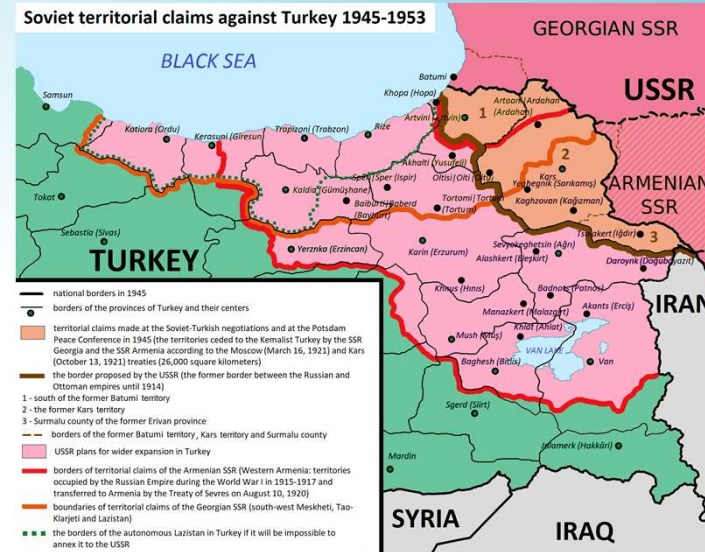 Soviet territorial claims against Turkey 1945-1953
GEORGIAN SSR
BLACK SEA
USSR
Batumi
Samsun
Khopa (Hopa)
Artaani Ardahan
(Ardahan)
1
Artvini (Artvin)
Kotiora (Ordu)
Kerasuni (Giresun)
Trapizoni (Trabzon)
Rize
2
Akhalti (Yusufeli)
Kars
Oltisi Olti (Oltu)
Speri Sper (Ispir)
Yeghegnik (Sarıkamış)
ARMENIAN
SSR
Kaldia (Gümüşhane)
Kaghzovan (Kağızman)
Tokat
Baiburti Baberd
(Bayburt)
Tortomi Tortum
(Tortum)
Sebastia (Sivas)
Tsolakert (Iğdir)
3
TURKEY
Yerznka (Erzincan)
Karin (Erzurum)
Sevyekeghetsin (Ağrı)
Alashkert (Eleşkirt)
Daroynk (Doğubayazıt)
Khnus (Hınıs)
Badnots (Patnos)
IRAN
Manazkert (Malazgirt)
Akants (Erciş)
Mush (Muş)
Khlat (Ahlat)
VAN LAKE
Van
Baghesh (Bitlis)
Sgerd (Siirt)
Islamerk (Hakkâri)
Mardin
SYRIA
IRAQ
national borders in 1945
borders of the provinces of Turkey and their centers
territorial claims made at the Soviet-Turkish negotiations and at the Potsdam
Peace Conference in 1945 (the territories ceded to the Kemalist Turkey by the SSR
Georgia and the SSR Armenia according to the Moscow (March 16, 1921) and Kars
(October 13, 1921) treaties (26,000 square kilometers)
the border proposed by the USSR (the former border between the Russian and
Ottoman empires until 1914)
1 - south of the former Batumi territory
2 - the former Kars territory
3 - Surmalu county of the former Erivan province
borders of the former Batumi territory, Kars territory and Surmalu county
USSR plans for wider expansion in Turkey
borders of territorial claims of the Armenian SSR (Western Armenia: territories
occupied by the Russian Empire during the World War I in 1915-1917 and
transferred to Armenia by the Treaty of Sevres on August 10, 1920)
boundaries of territorial claims of the Georgian SSR (south-west Meskheti, Tao-
Klarjeti and Lazistan)
the borders of the autonomous Lazistan in Turkey if it will be impossible to
annex it to the USSR